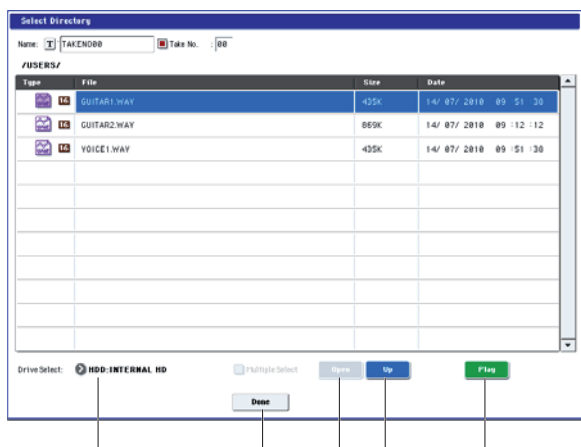 Select Directory
Name: T TAKENO00 Take No. : 00
/USERS/
Type File Size Date
16 GUITAR1.WAV 435K 14/ 07/ 2010 09 :51 :30
16 GUITAR2.WAV 869K 14/ 07/ 2010 09 :12 :12
16 VOICE1.WAV 435K 14/ 07/ 2010 09 :51 :30
Drive Select: HDD:INTERNAL HD Multiple Select Open Up Play
Done